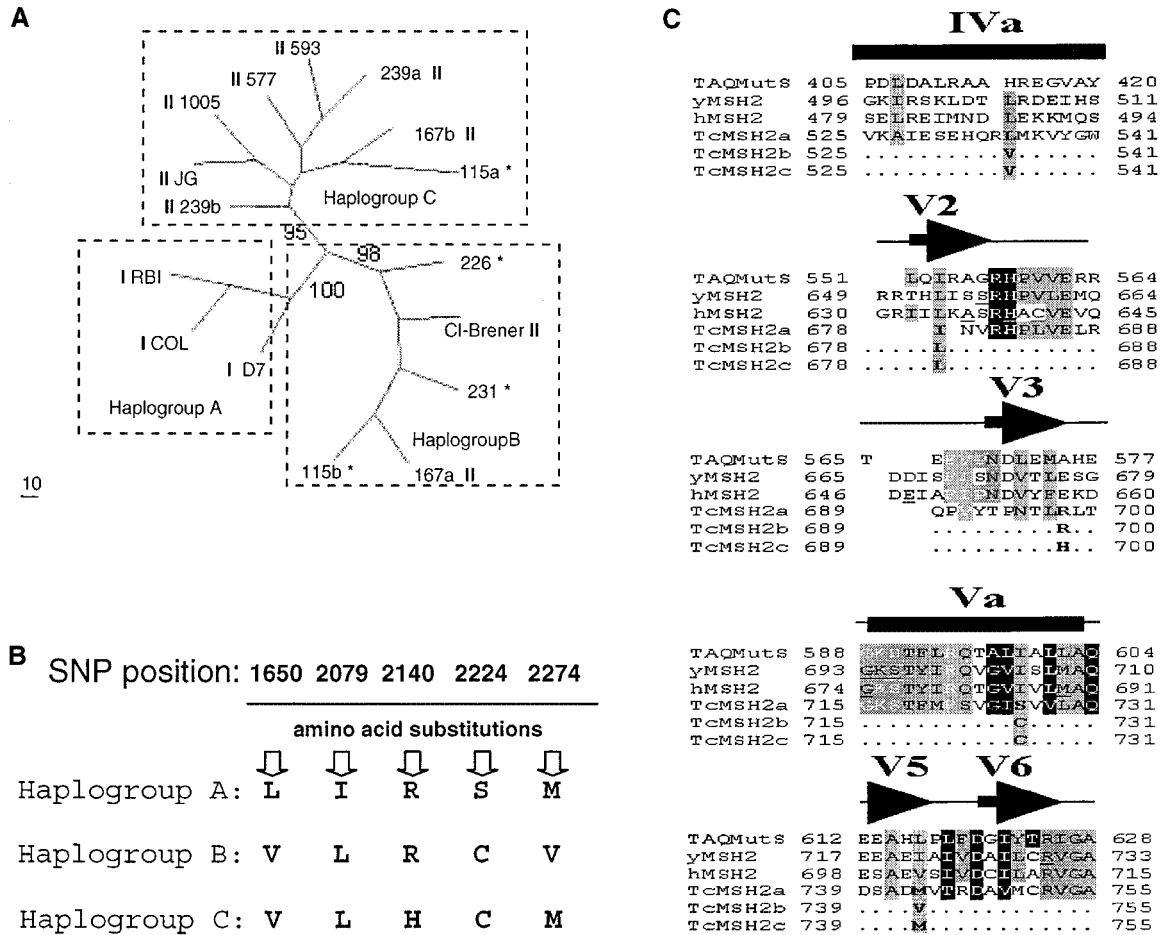 A
II 593
II 577
239a II
II 1005
167b II
II JG
115a *
Haplogroup C
II 239b
95
98
226 *
I RBI
100
Cl-Brener II
I COL
I D7
231 *
Haplogroup A
HaplogroupB
115b *
167a II
10
B
SNP position: 1650 2079 2140 2224 2274
amino acid substitutions
Haplogroup A: L I R S M
Haplogroup B: V L R C V
Haplogroup C: V L H C M
C
IVa
TAQMutS 405 PDLDALRAA HREGVAY 420
yMSH2 496 GKIRSKLDT LRDEIHS 511
hMSH2 479 SELREIMND LEKKMQS 494
TcMSH2a 525 VKAIESEHQRLMKVYGW 541
TcMSH2b 525 ..........V...... 541
TcMSH2c 525 ..........V...... 541
V2
TAQMutS 551 LQIRAGRHPVVERR 564
yMSH2 649 RRTHLISSRHPVLEMQ 664
hMSH2 630 GRIILKASRHACVEVQ 645
TcMSH2a 678 I NVRHPLVELR 688
TcMSH2b 678 L 688
TcMSH2c 678 L 688
V3
TAQMutS 565 T E NDLEMAHE 577
yMSH2 665 DDIS SNDVTLESG 679
hMSH2 646 DEIA NDVYFEKD 660
TcMSH2a 689 QPSYTPNTLRLT 700
TcMSH2b 689 .........R.. 700
TcMSH2c 689 .........H.. 700
Va
TAQMutS 588 TFL QTALIALLAQ 604
yMSH2 693 GKSTYI QVGVISLMAQ 710
hMSH2 674 G STYI QTGVIVLMAQ 691
TcMSH2a 715 TFM SVGISVVLAQ 731
TcMSH2b 715 C 731
TcMSH2c 715 C 731
V5 V6
TAQMutS 612 EEAHLPLFDGIYTRIGA 628
yMSH2 717 EEAEIAIVDAILCRVGA 733
hMSH2 698 ESAEVSIVDCILARVGA 715
TcMSH2a 739 DSADMVTRDAVMCRVGA 755
TcMSH2b 739 ....V............ 755
TcMSH2c 739 ....M............ 755